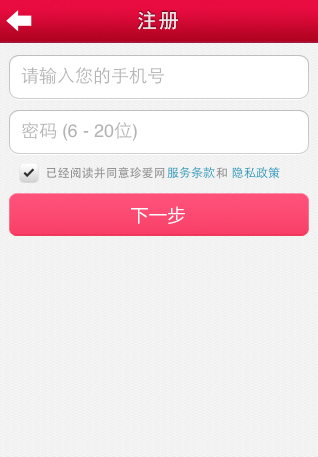 注册
请输入您的手机号
密码 (6 - 20位)
已经阅读并同意珍爱网服务条款和 隐私政策
下一步